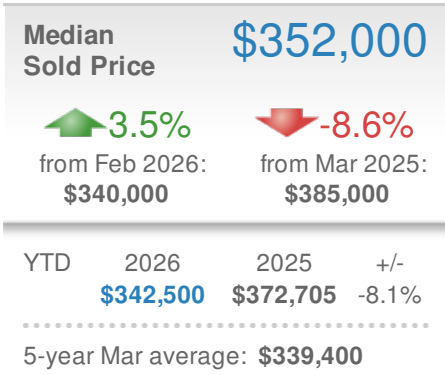 Median
Sold Price
$352,000
3.5% -8.6%
from Feb 2026: from Mar 2025:
$340,000 $385,000
YTD 2026 2025 +/-
$342,500 $372,705 -8.1%
5-year Mar average: $339,400